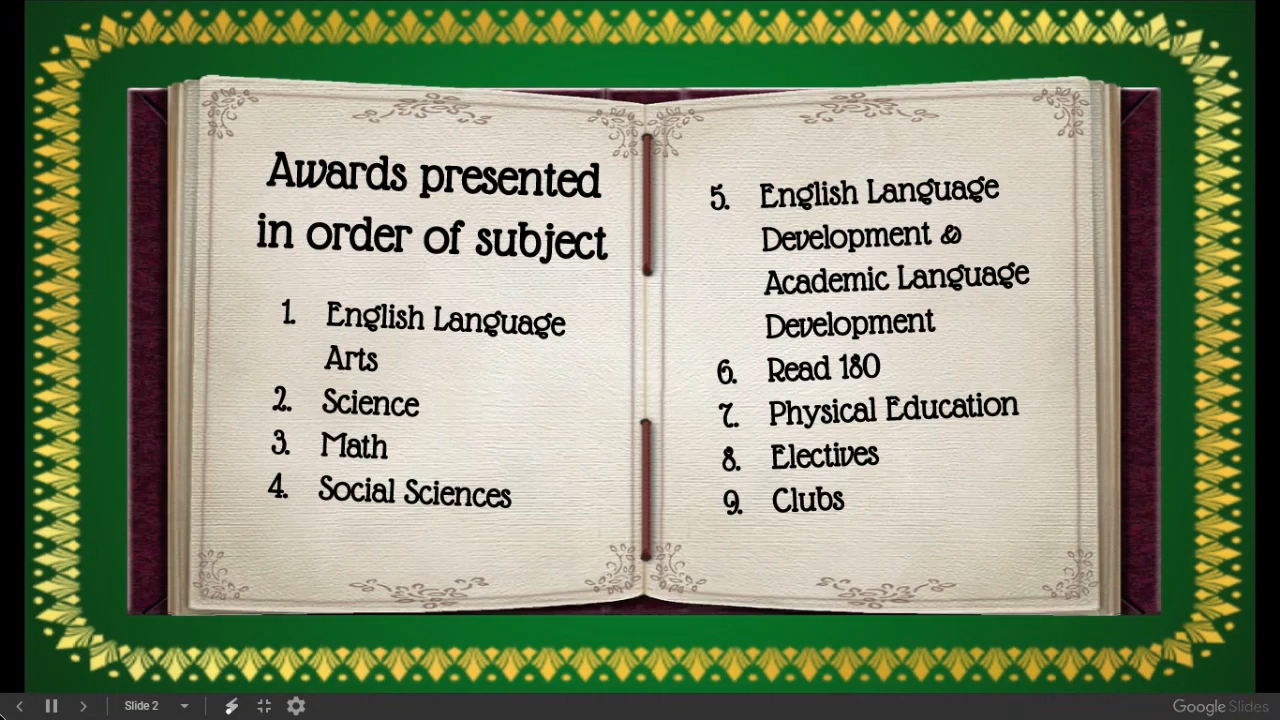 Awards presented
in order of subject
1. English Language
Arts
2. Science
3. Math
4. Social Sciences
5. English Language
Development &
Academic Language
Development
6. Read 180
7. Physical Education
8. Electives
9. Clubs
Slide 2
Google Slides